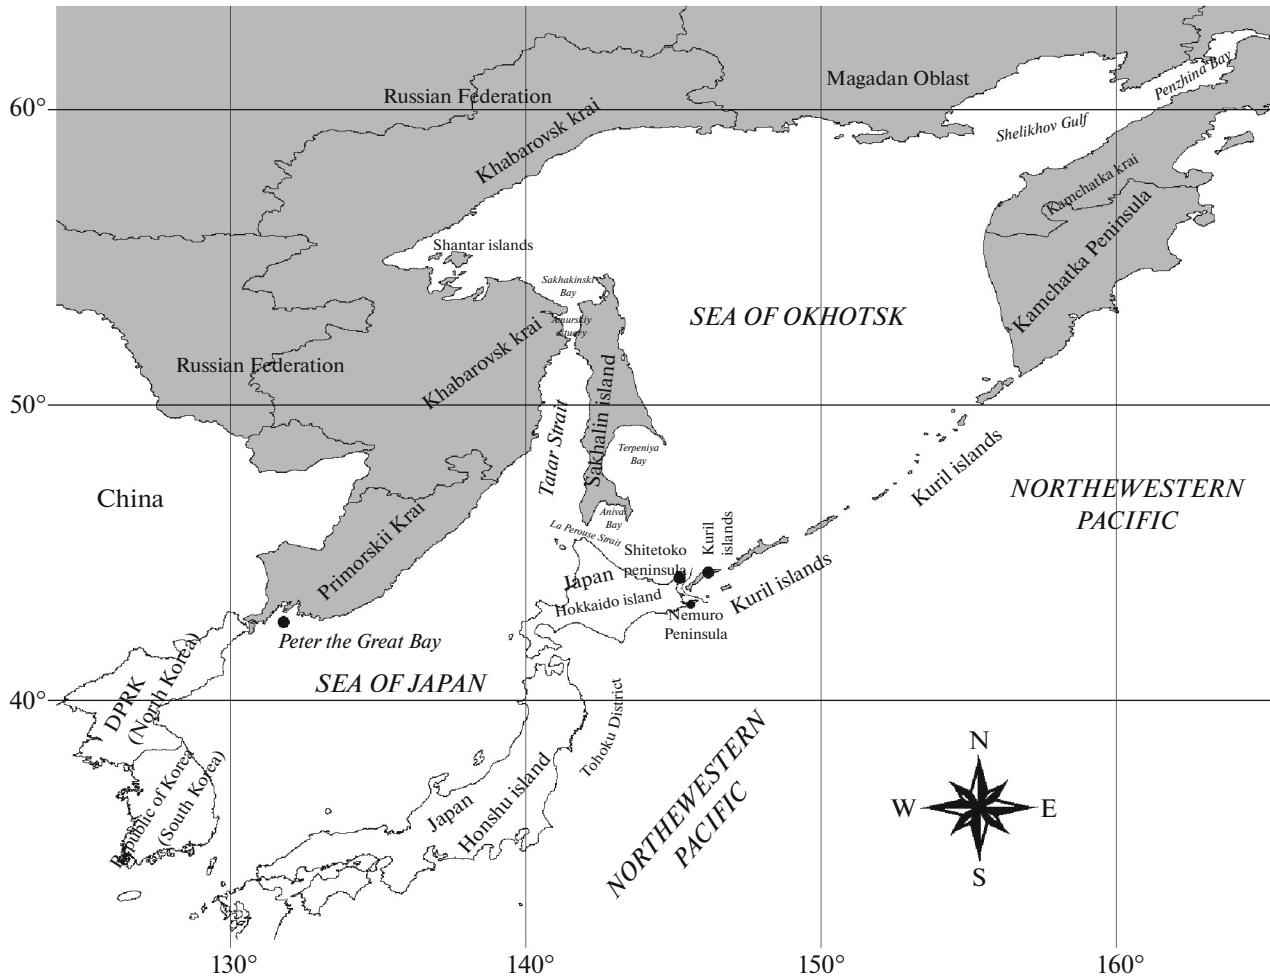 Magadan Oblast
Penzhina Bay
Russian Federation
60°
Shelikhov Gulf
Khabarovsk krai
Kamchatka krai
Shantar islands
Kamchatka Peninsula
Sakhakinski
Bay
SEA OF OKHOTSK
Amurskiy
estuary
Khabarovsk krai
Russian Federation
50°
Tatar Strait
Sakhalin island
Terpeniya
Bay
Kuril islands
China
NORTHEWESTERN
PACIFIC
Aniva
Bay
La Perouse Strait
Primorskii Krai
Shitetoko
peninsula
Kuril
islands
Japan
Hokkaido island
Kuril islands
Nemuro
Peninsula
Peter the Great Bay
SEA OF JAPAN
DPRK
(North Korea)
40°
Tohoku District
Republic of Korea
(South Korea)
Japan
Honshu island
NORTHEWESTERN
PACIFIC
N
W
E
S
130°
140°
150°
160°